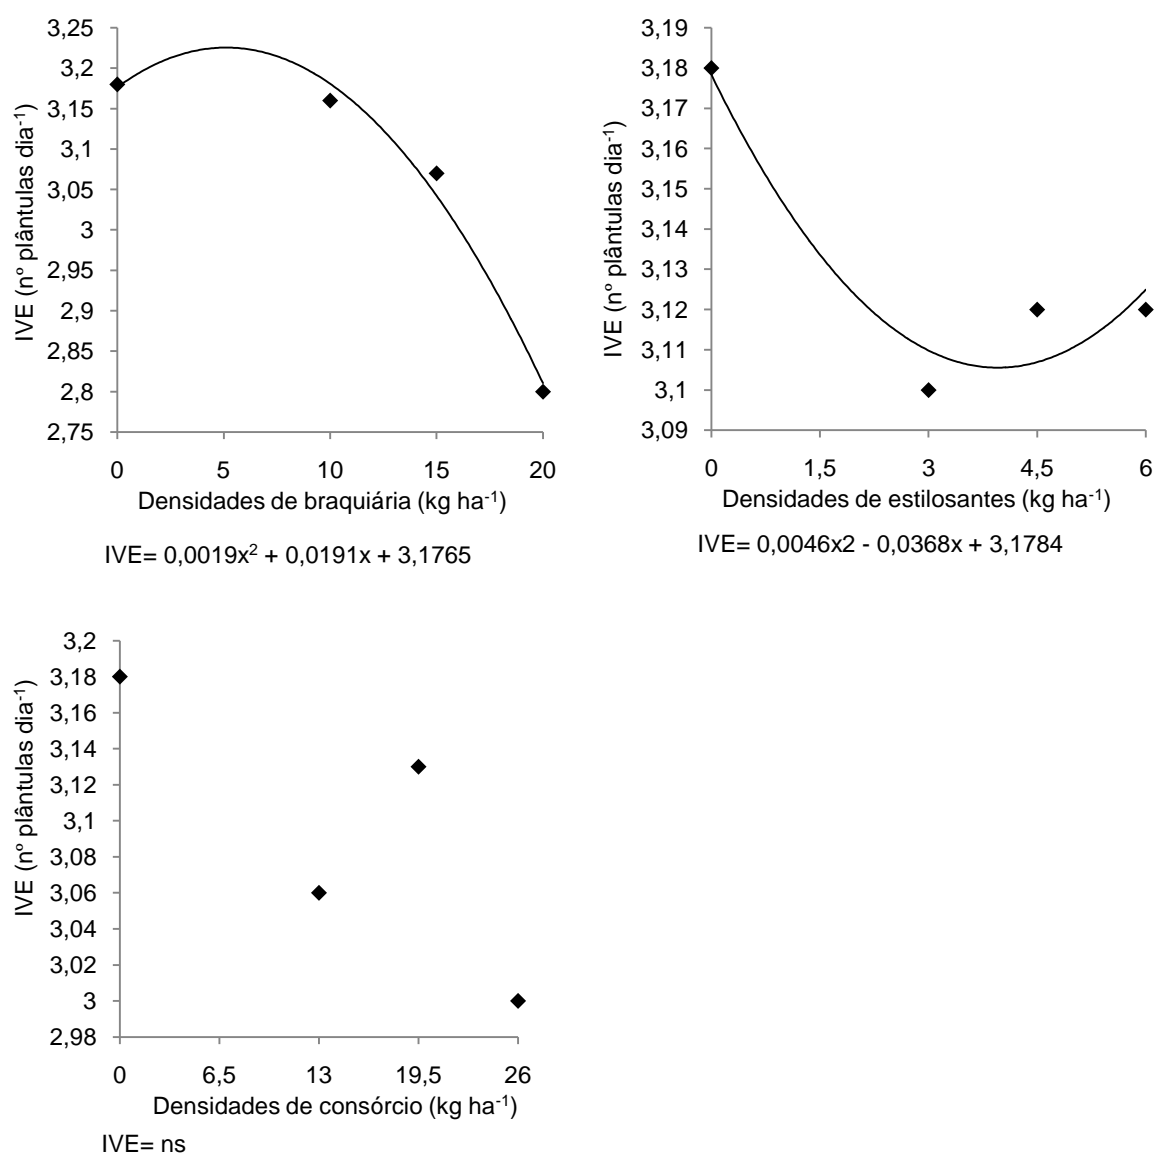 3,25
3,2
3,15
3,1
3,05
3
2,95
2,9
2,85
2,8
2,75
IVE (nº plântulas dia⁻¹)
0 5 10 15 20
Densidades de braquiária (kg ha⁻¹)
IVE= 0,0019x² + 0,0191x + 3,1765
3,19
3,18
3,17
3,16
3,15
3,14
3,13
3,12
3,11
3,1
3,09
IVE (nº plântulas dia⁻¹)
0 1,5 3 4,5 6
Densidades de estilosantes (kg ha⁻¹)
IVE= 0,0046x2 - 0,0368x + 3,1784
3,2
3,18
3,16
3,14
3,12
3,1
3,08
3,06
3,04
3,02
3
2,98
IVE (nº plântulas dia⁻¹)
0 6,5 13 19,5 26
Densidades de consórcio (kg ha⁻¹)
IVE= ns